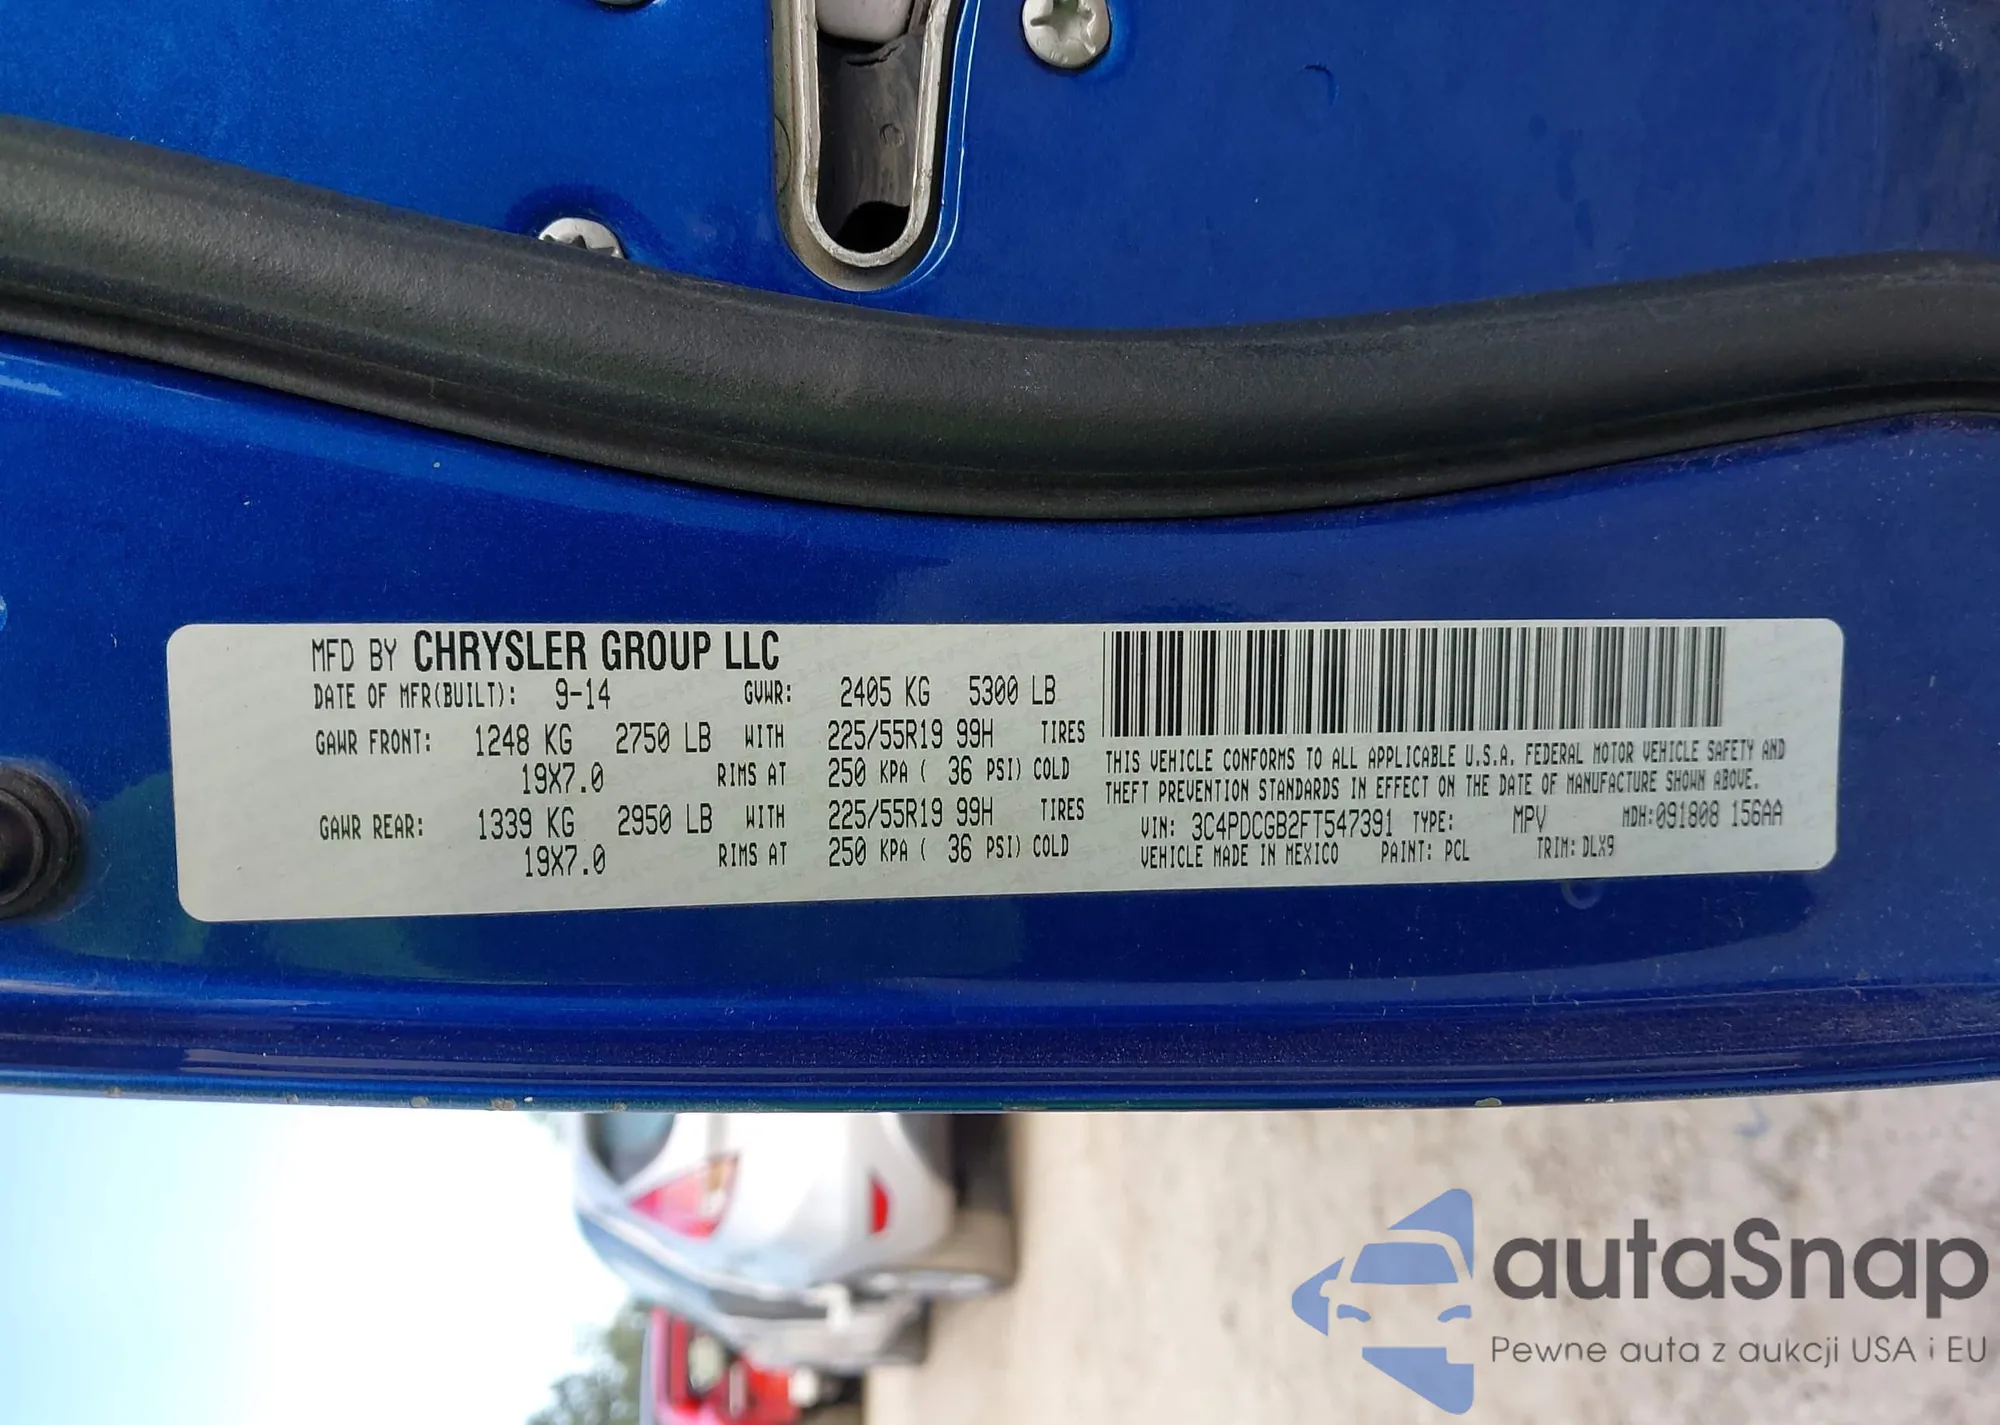 MFD BY CHRYSLER GROUP LLC
DATE OF MFR(BUILT): 9-14 GVWR: 2405 KG 5300 LB
GAWR FRONT: 1248 KG 2750 LB WITH 225/55R19 99H TIRES
19X7.0 RIMS AT 250 KPA ( 36 PSI) COLD
GAWR REAR: 1339 KG 2950 LB WITH 225/55R19 99H TIRES
19X7.0 RIMS AT 250 KPA ( 36 PSI) COLD
THIS VEHICLE CONFORMS TO ALL APPLICABLE U.S.A. FEDERAL MOTOR VEHICLE SAFETY AND
THEFT PREVENTION STANDARDS IN EFFECT ON THE DATE OF MANUFACTURE SHOWN ABOVE.
VIN: 3C4PDCGB2FT547391 TYPE: MPV MDH:091808 156AA
VEHICLE MADE IN MEXICO PAINT: PCL TRIM: DLX9
autaSnap
Pewne auta z aukcji USA i EU